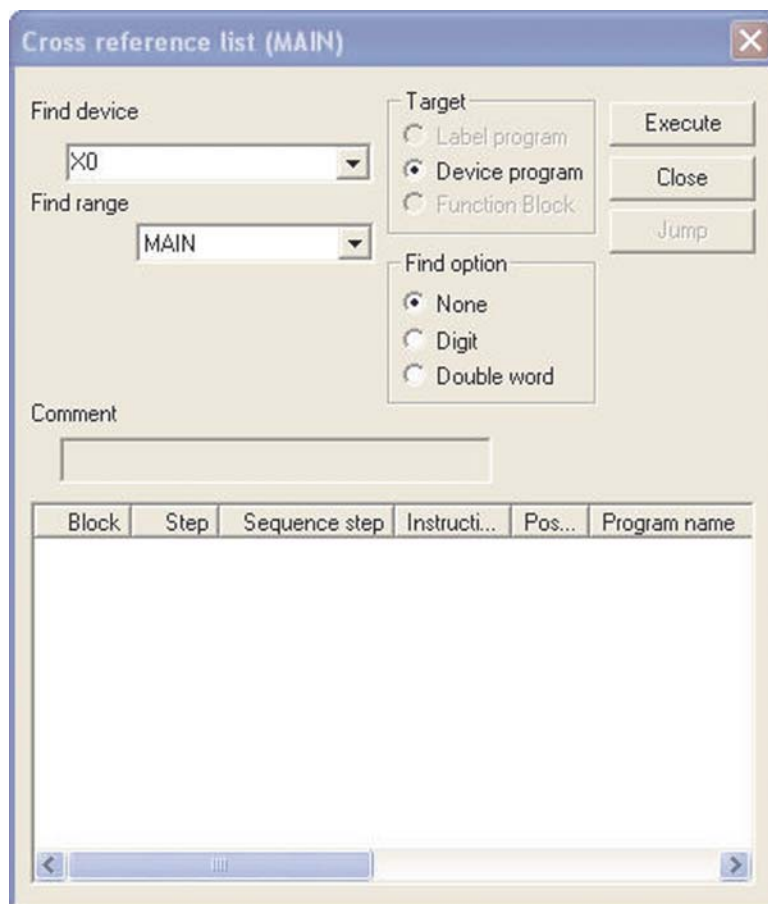 Cross reference list (MAIN)
Find device
X0
Find range
MAIN
Target
Label program
Device program
Function Block
Execute
Close
Jump
Find option
None
Digit
Double word
Comment
Block Step Sequence step Instructi... Pos... Program name